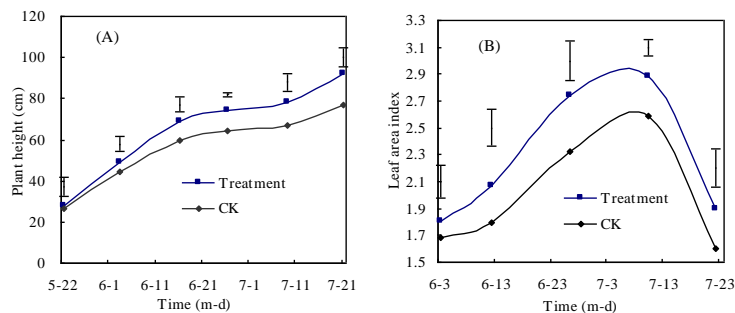 (A)
Plant height (cm)
120
100
80
60
40
20
0
Treatment
CK
5-22 6-1 6-11 6-21 7-1 7-11 7-21
Time (m-d)
(B)
Leaf area index
3.3
2.9
2.5
2.1
1.7
1.5
3.1
2.7
2.3
1.9
Treatment
CK
6-3 6-13 6-23 7-3 7-13 7-23
Time (m-d)